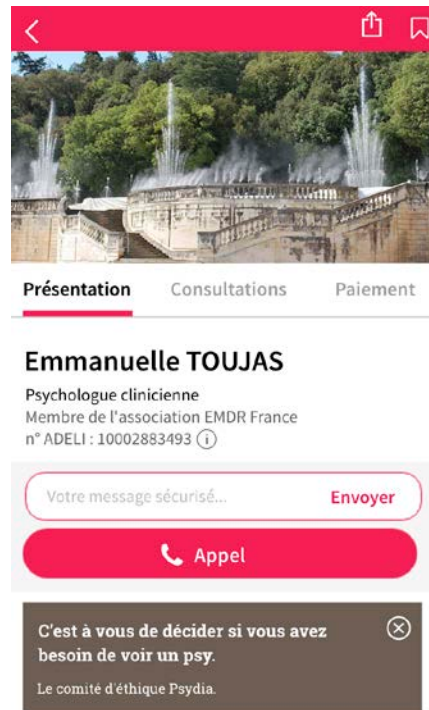 Présentation Consultations Paiement
Emmanuelle TOUJAS
Psychologue clinicienne
Membre de l'association EMDR France
n° ADELI : 10002883493 i
Votre message sécurisé... Envoyer
Appel
C'est à vous de décider si vous avez
besoin de voir un psy.
Le comité d'éthique Psydia.